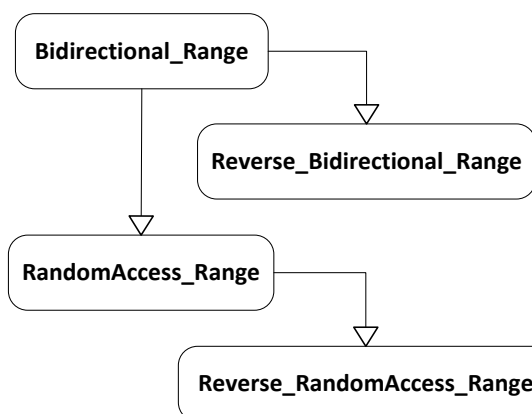 Bidirectional_Range
Reverse_Bidirectional_Range
RandomAccess_Range
Reverse_RandomAccess_Range